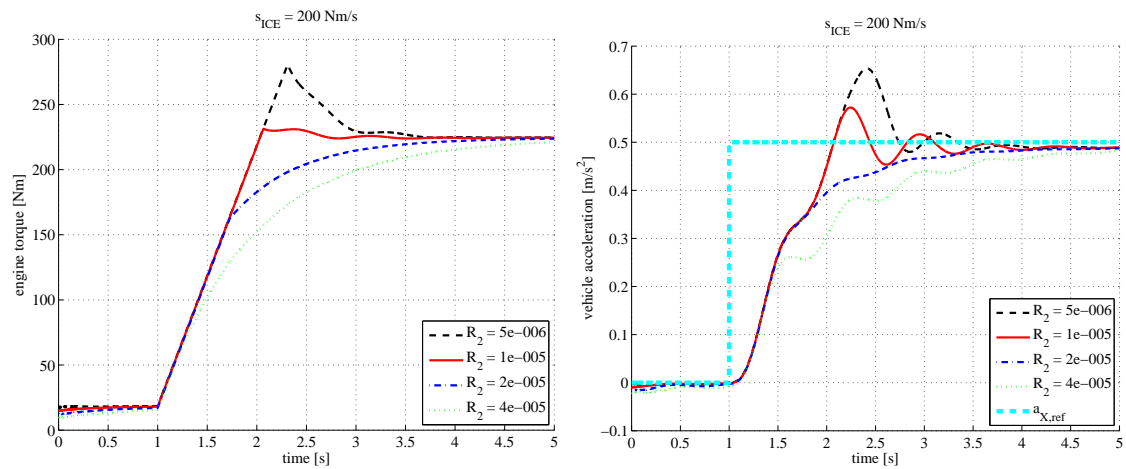 s_ICE = 200 Nm/s
300
250
200
150
100
50
0
engine torque [Nm]
0 0.5 1 1.5 2 2.5 3 3.5 4 4.5 5
time [s]
R_2 = 5e−006
R_2 = 1e−005
R_2 = 2e−005
R_2 = 4e−005
s_ICE = 200 Nm/s
0.7
0.6
0.5
0.4
0.3
0.2
0.1
0
−0.1
vehicle acceleration [m/s²]
0 0.5 1 1.5 2 2.5 3 3.5 4 4.5 5
time [s]
R_2 = 5e−006
R_2 = 1e−005
R_2 = 2e−005
R_2 = 4e−005
a_X,ref